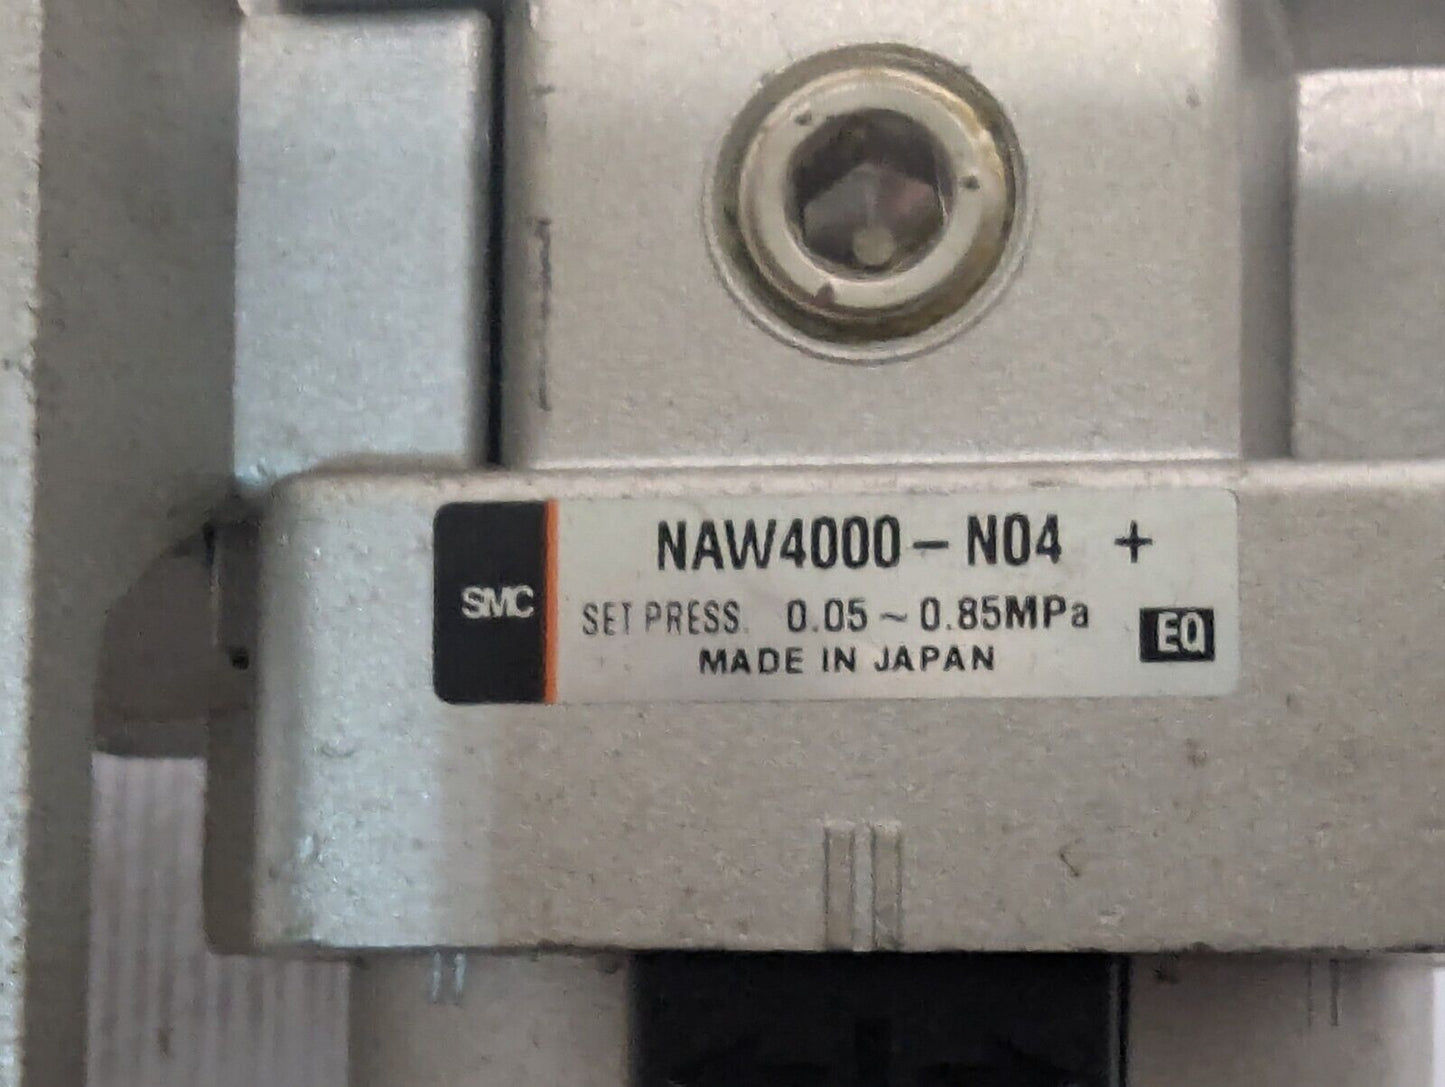 NAW4000-N04 +
SMC
SET PRESS. 0.05~0.85MPa
EQ
MADE IN JAPAN